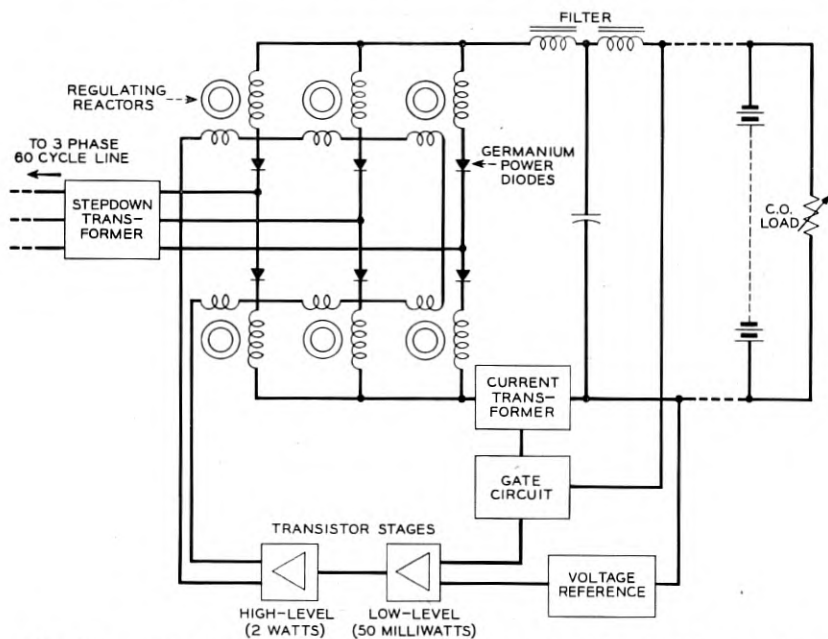 FILTER
REGULATING
REACTORS
TO 3 PHASE
60 CYCLE LINE
GERMANIUM
POWER
DIODES
STEPDOWN
TRANS-
FORMER
C.O.
LOAD
CURRENT
TRANS-
FORMER
GATE
CIRCUIT
TRANSISTOR STAGES
VOLTAGE
REFERENCE
HIGH-LEVEL
(2 WATTS)
LOW-LEVEL
(50 MILLIWATTS)